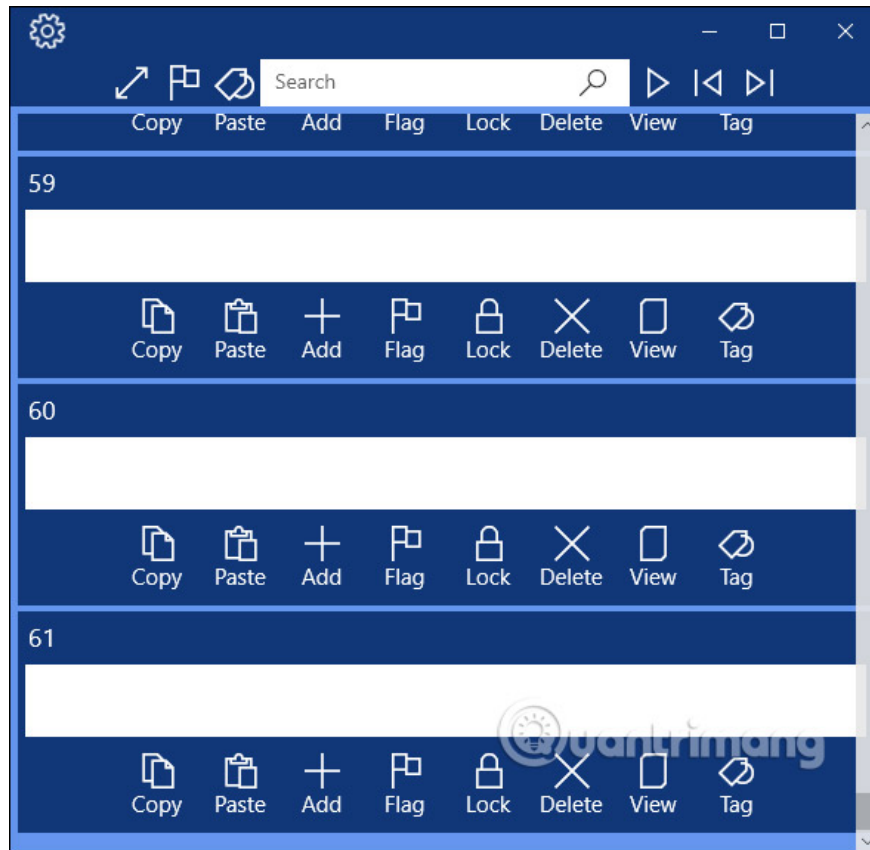 Search
Copy Paste Add Flag Lock Delete View Tag
59
Copy Paste Add Flag Lock Delete View Tag
60
Copy Paste Add Flag Lock Delete View Tag
61
Quantrimang
Copy Paste Add Flag Lock Delete View Tag